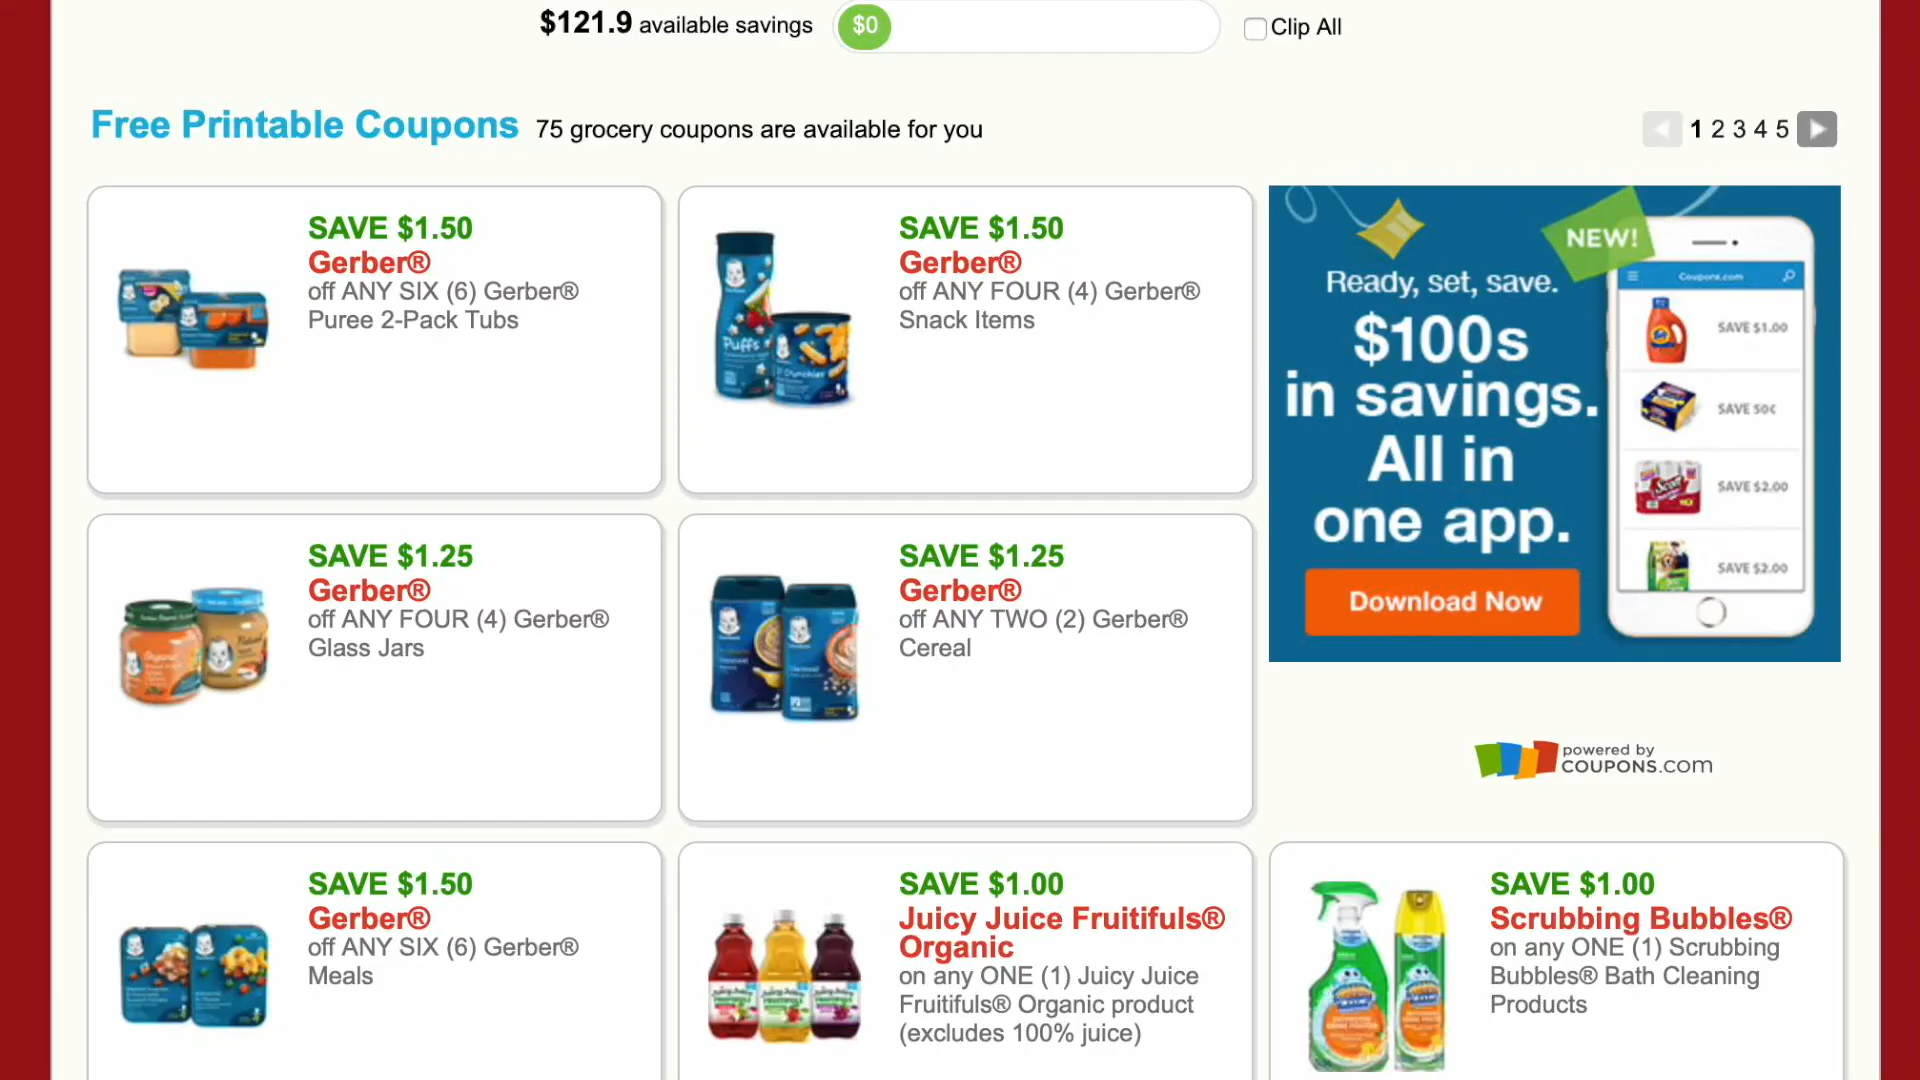 $121.9 available savings
$0
Clip All
Free Printable Coupons 75 grocery coupons are available for you
1 2 3 4 5
SAVE $1.50
Gerber®
off ANY SIX (6) Gerber®
Puree 2-Pack Tubs
SAVE $1.50
Gerber®
off ANY FOUR (4) Gerber®
Snack Items
Puffs
NEW!
Ready, set, save.
$100s
in savings.
All in
one app.
Download Now
Coupons.com
SAVE $1.00
SAVE 50¢
Scott
SAVE $2.00
SAVE $2.00
SAVE $1.25
Gerber®
off ANY FOUR (4) Gerber®
Glass Jars
Organic
SAVE $1.25
Gerber®
off ANY TWO (2) Gerber®
Cereal
powered by
COUPONS.com
SAVE $1.50
Gerber®
off ANY SIX (6) Gerber®
Meals
SAVE $1.00
Juicy Juice Fruitifuls®
Organic
on any ONE (1) Juicy Juice
Fruitifuls® Organic product
(excludes 100% juice)
SAVE $1.00
Scrubbing Bubbles®
on any ONE (1) Scrubbing
Bubbles® Bath Cleaning
Products